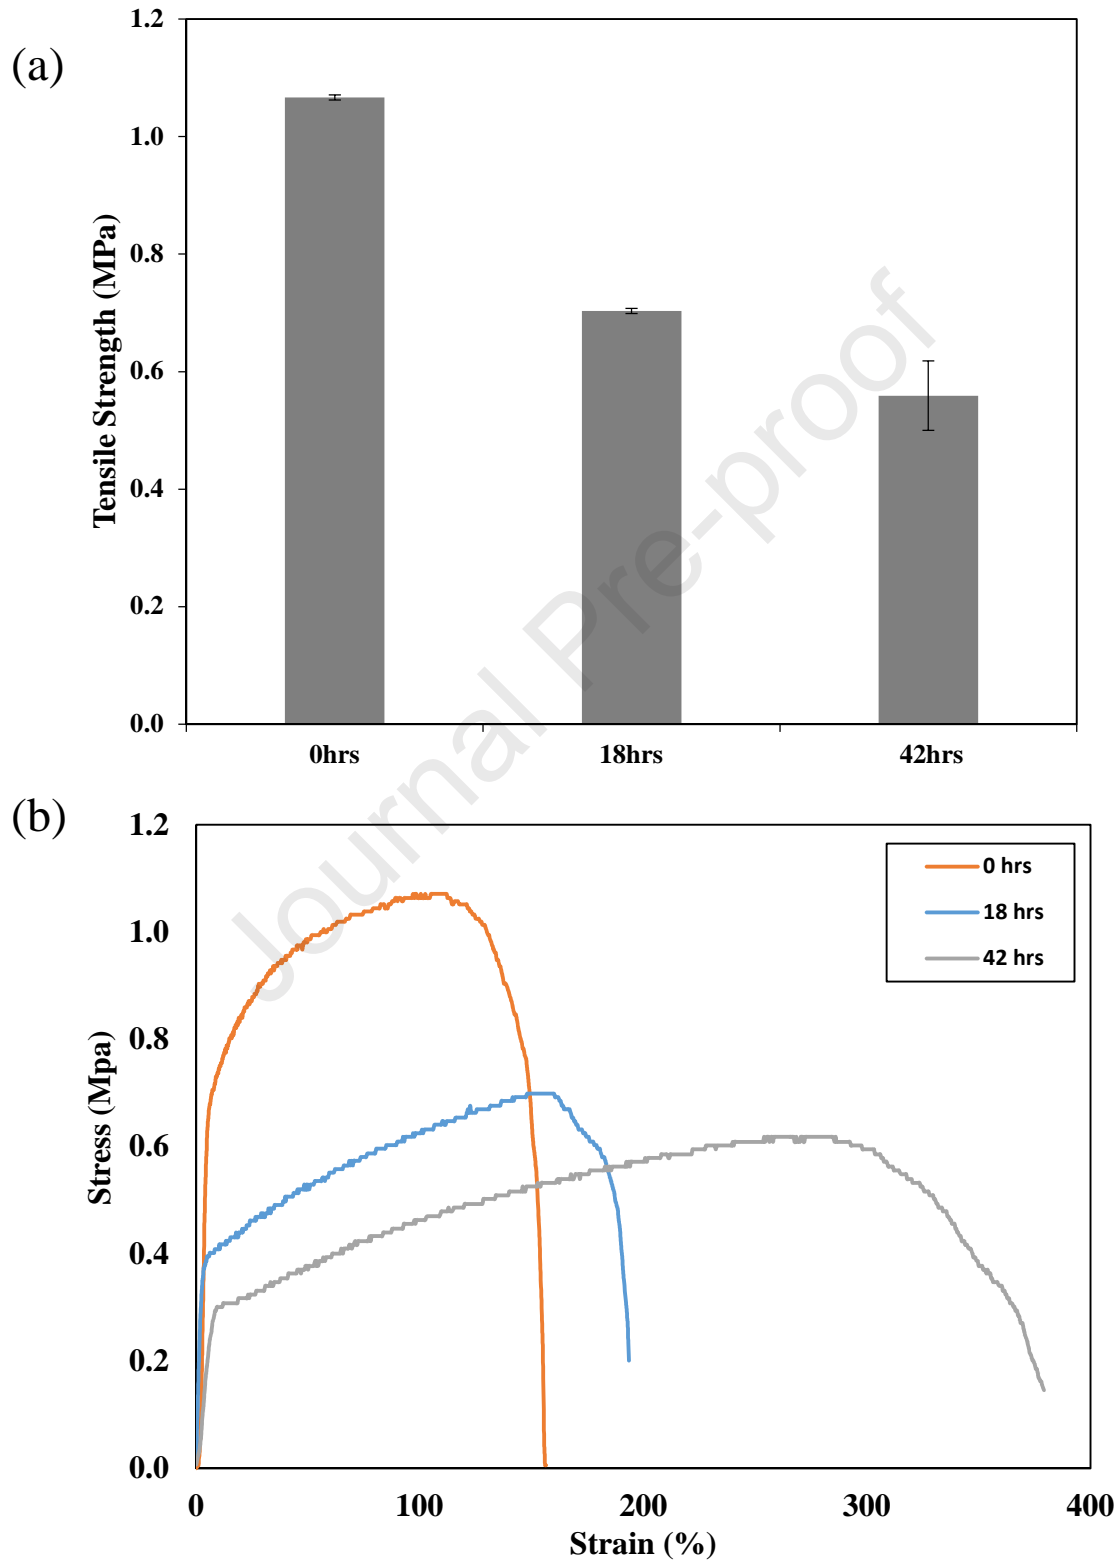 (a)
1.2
1.0
0.8
0.6
0.4
0.2
0.0
Tensile Strength (MPa)
0hrs 18hrs 42hrs
Journal Pre-proof
(b)
1.2
1.0
0.8
0.6
0.4
0.2
0.0
Stress (Mpa)
0 hrs
18 hrs
42 hrs
0 100 200 300 400
Strain (%)